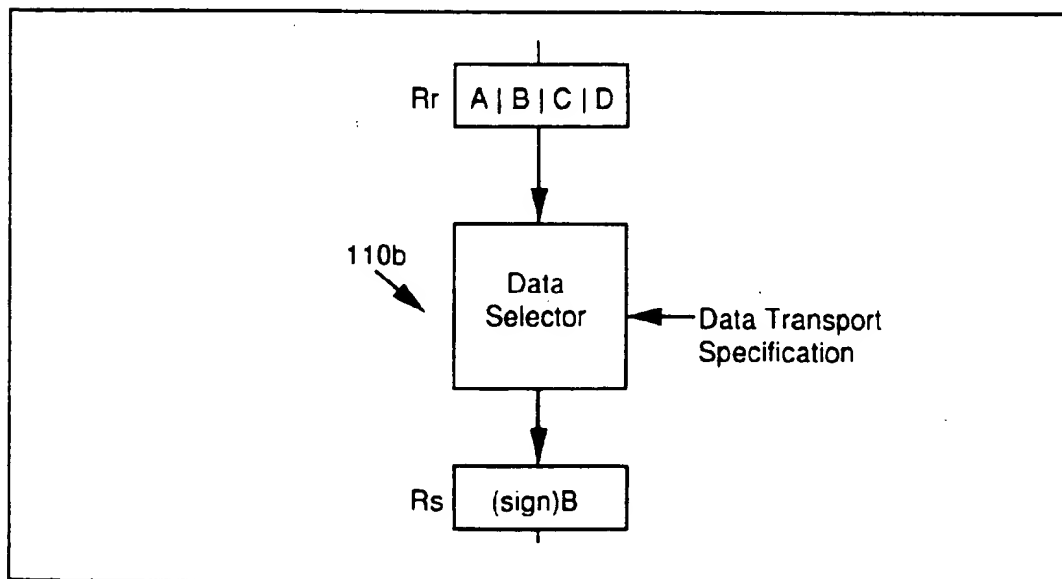 Rr A | B | C | D
110b
Data
Selector
Data Transport
Specification
Rs (sign)B